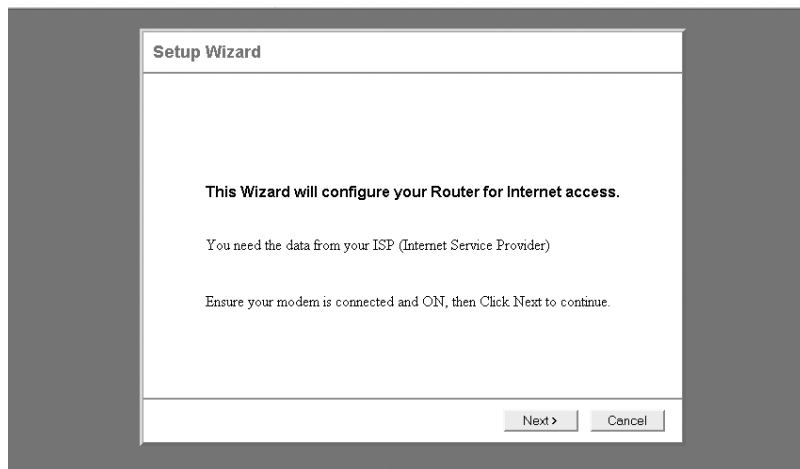 Setup Wizard
This Wizard will configure your Router for Internet access.
You need the data from your ISP (Internet Service Provider)
Ensure your modem is connected and ON, then Click Next to continue.
Next >
Cancel